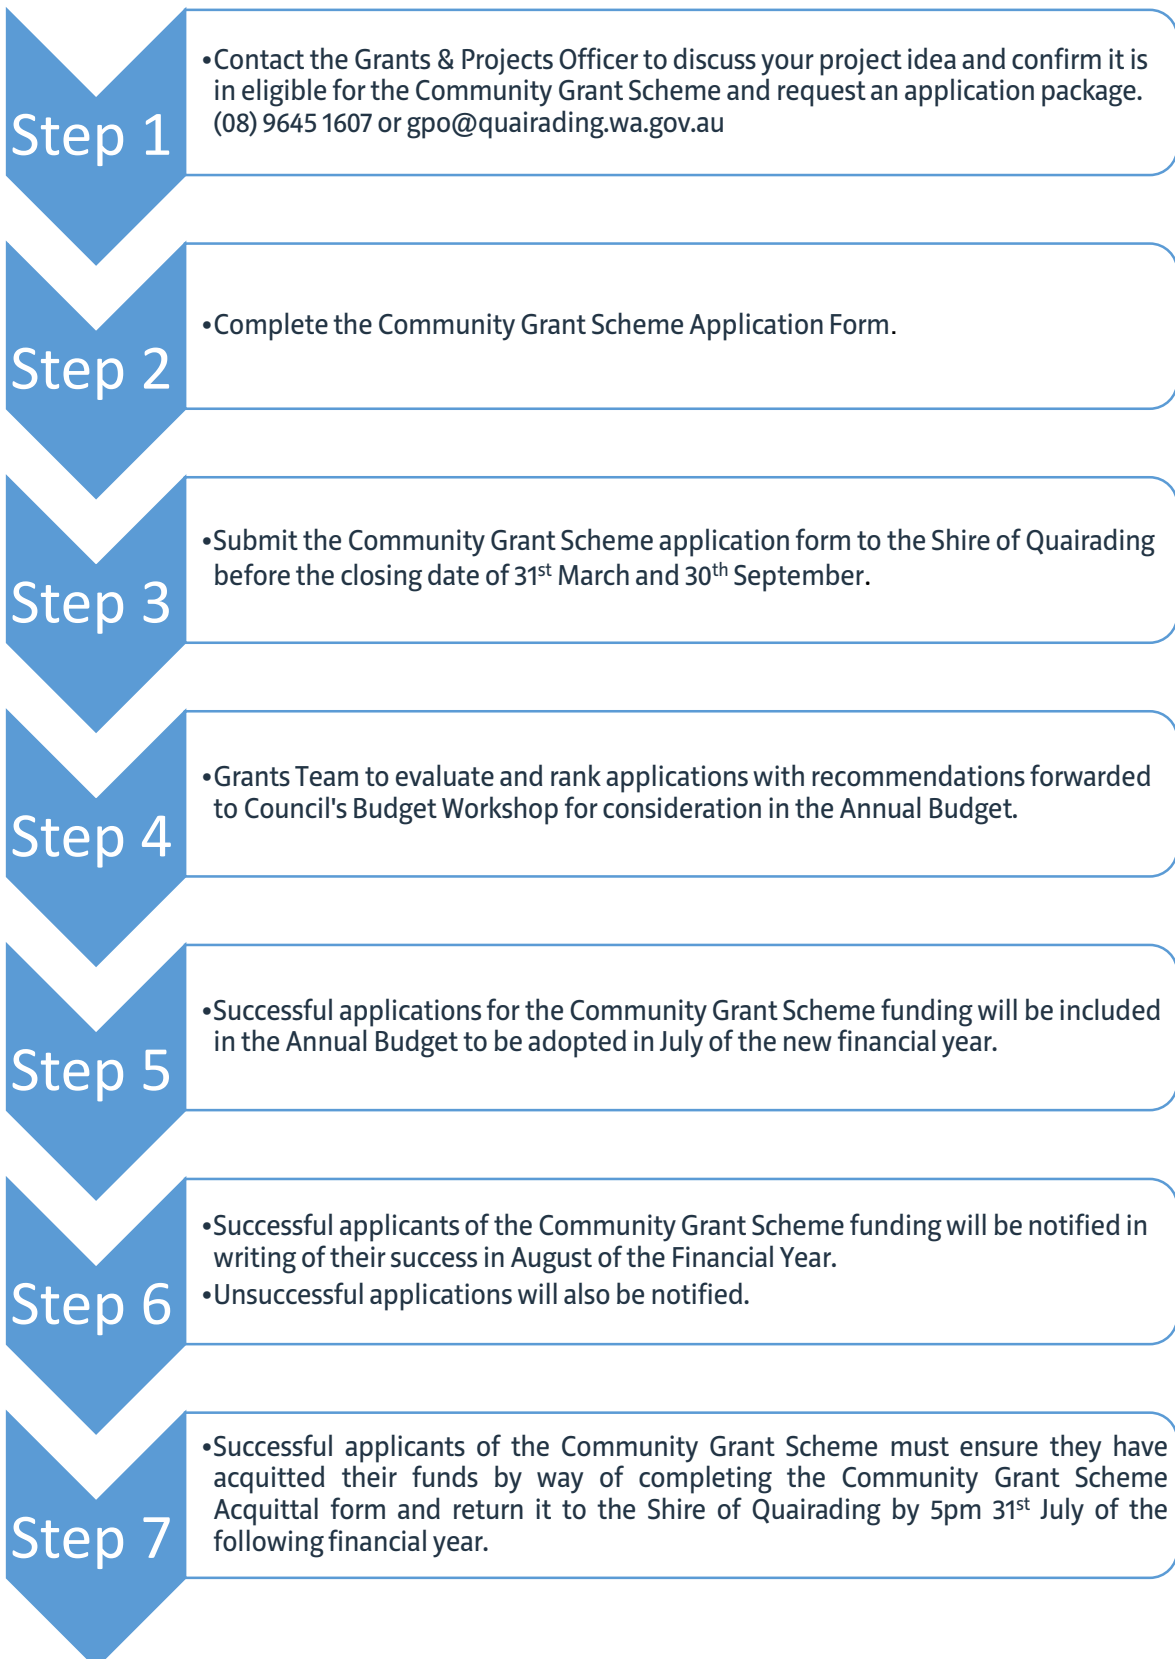 Step 1
•Contact the Grants & Projects Officer to discuss your project idea and confirm it is
in eligible for the Community Grant Scheme and request an application package.
(08) 9645 1607 or gpo@quairading.wa.gov.au
Step 2
•Complete the Community Grant Scheme Application Form.
Step 3
•Submit the Community Grant Scheme application form to the Shire of Quairading
before the closing date of 31st March and 30th September.
Step 4
•Grants Team to evaluate and rank applications with recommendations forwarded
to Council's Budget Workshop for consideration in the Annual Budget.
Step 5
•Successful applications for the Community Grant Scheme funding will be included
in the Annual Budget to be adopted in July of the new financial year.
Step 6
•Successful applicants of the Community Grant Scheme funding will be notified in
writing of their success in August of the Financial Year.
•Unsuccessful applications will also be notified.
Step 7
•Successful applicants of the Community Grant Scheme must ensure they have
acquitted their funds by way of completing the Community Grant Scheme
Acquittal form and return it to the Shire of Quairading by 5pm 31st July of the
following financial year.